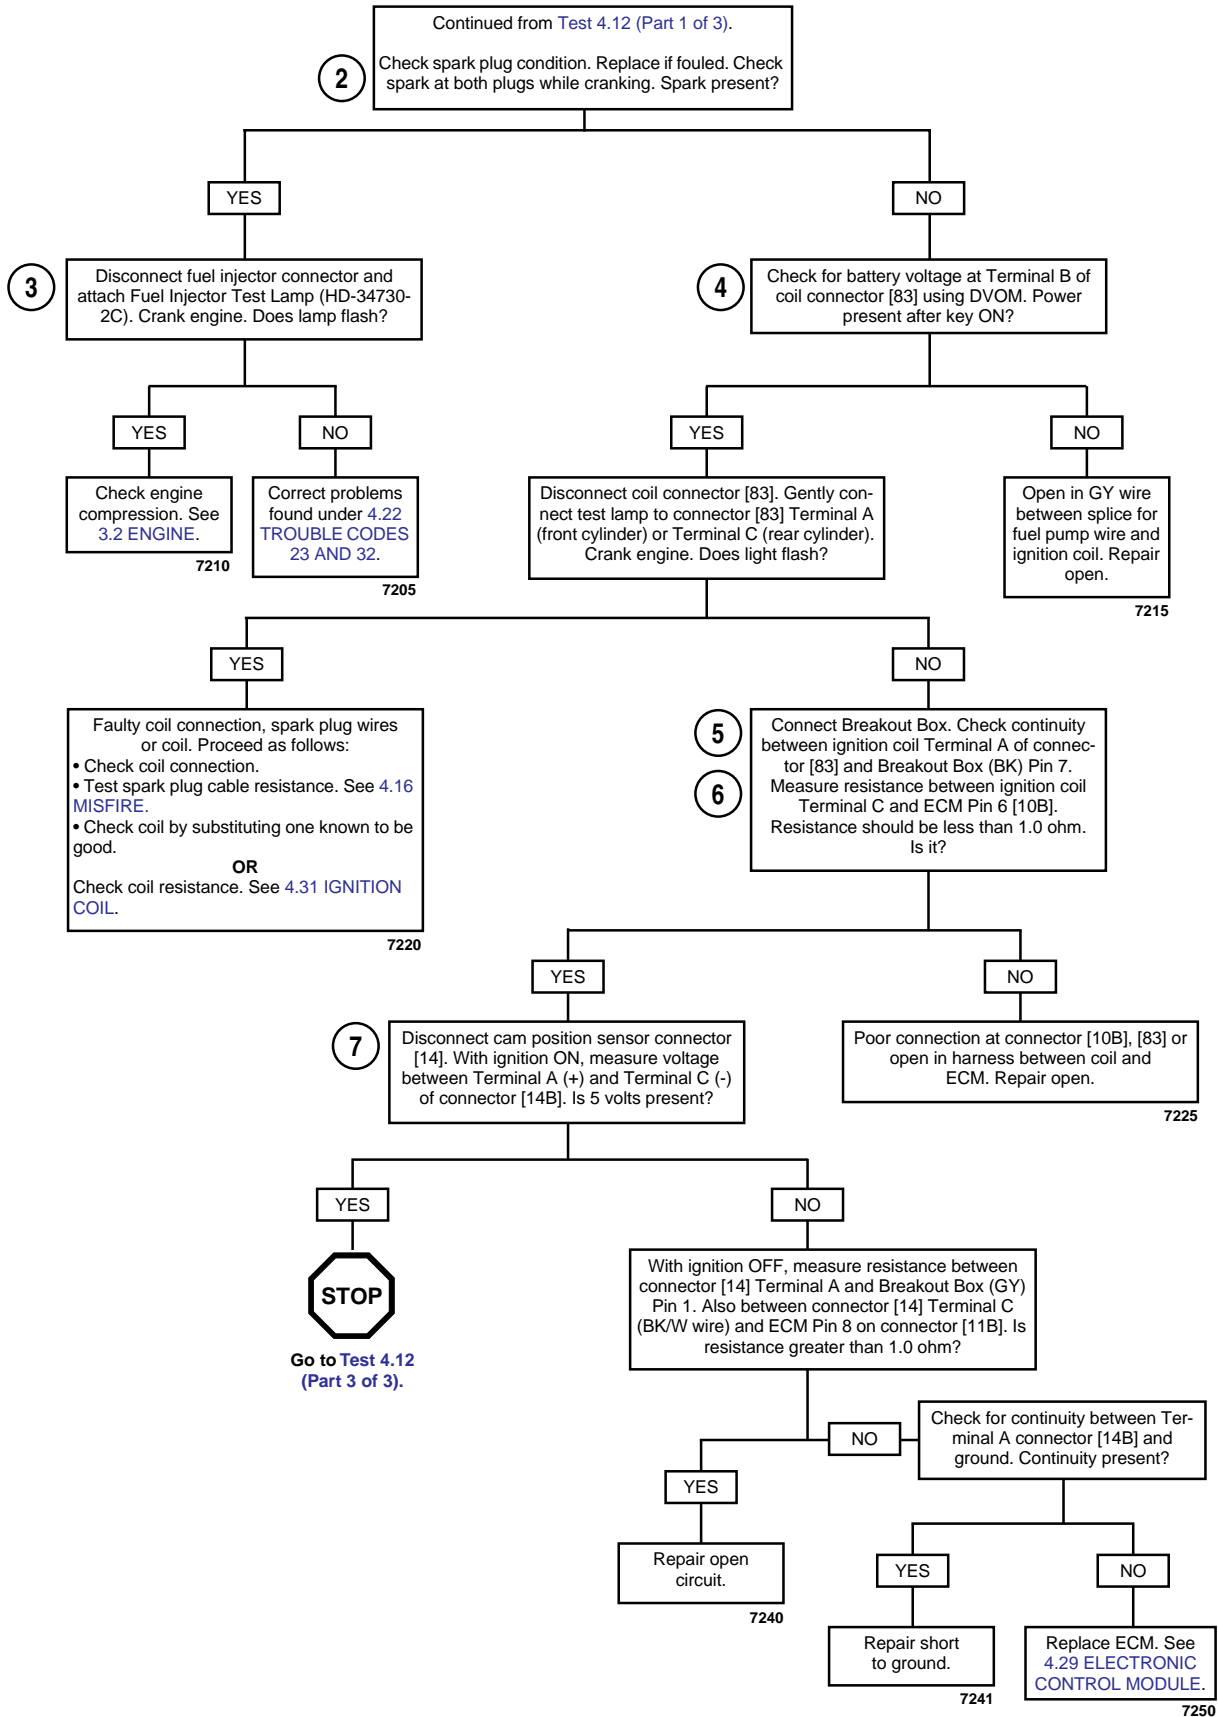 Continued from Test 4.12 (Part 1 of 3).
Check spark plug condition. Replace if fouled. Check
spark at both plugs while cranking. Spark present?
2
YES
NO
3
Disconnect fuel injector connector and
attach Fuel Injector Test Lamp (HD-34730-
2C). Crank engine. Does lamp flash?
4
Check for battery voltage at Terminal B of
coil connector [83] using DVOM. Power
present after key ON?
YES
NO
YES
NO
Check engine
compression. See
3.2 ENGINE.
7210
Correct problems
found under 4.22
TROUBLE CODES
23 AND 32.
7205
Disconnect coil connector [83]. Gently con-
nect test lamp to connector [83] Terminal A
(front cylinder) or Terminal C (rear cylinder).
Crank engine. Does light flash?
Open in GY wire
between splice for
fuel pump wire and
ignition coil. Repair
open.
7215
YES
NO
Faulty coil connection, spark plug wires
or coil. Proceed as follows:
• Check coil connection.
• Test spark plug cable resistance. See 4.16
MISFIRE.
• Check coil by substituting one known to be
good.
OR
Check coil resistance. See 4.31 IGNITION
COIL.
7220
5
6
Connect Breakout Box. Check continuity
between ignition coil Terminal A of connec-
tor [83] and Breakout Box (BK) Pin 7.
Measure resistance between ignition coil
Terminal C and ECM Pin 6 [10B].
Resistance should be less than 1.0 ohm.
Is it?
YES
NO
7
Disconnect cam position sensor connector
[14]. With ignition ON, measure voltage
between Terminal A (+) and Terminal C (-)
of connector [14B]. Is 5 volts present?
Poor connection at connector [10B], [83] or
open in harness between coil and
ECM. Repair open.
7225
YES
NO
STOP
Go to Test 4.12
(Part 3 of 3).
With ignition OFF, measure resistance between
connector [14] Terminal A and Breakout Box (GY)
Pin 1. Also between connector [14] Terminal C
(BK/W wire) and ECM Pin 8 on connector [11B]. Is
resistance greater than 1.0 ohm?
NO
Check for continuity between Ter-
minal A connector [14B] and
ground. Continuity present?
YES
Repair open
circuit.
7240
YES
NO
Repair short
to ground.
7241
Replace ECM. See
4.29 ELECTRONIC
CONTROL MODULE.
7250